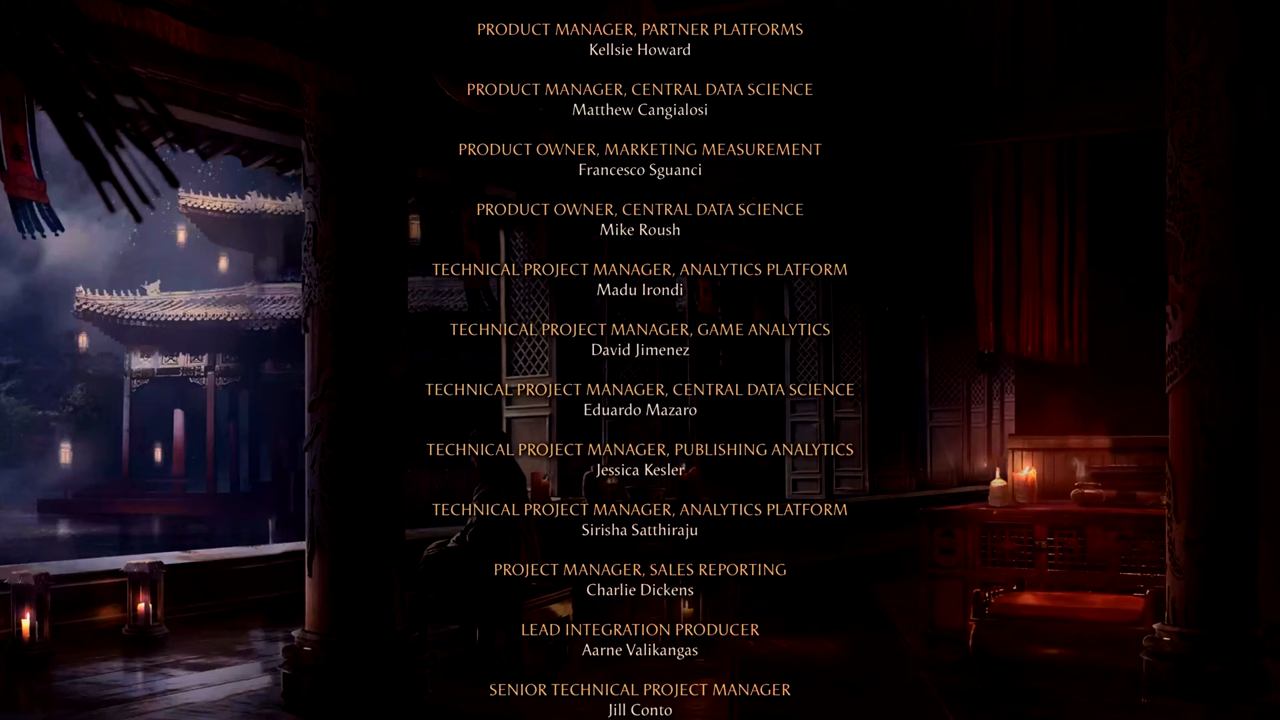 PRODUCT MANAGER, PARTNER PLATFORMS
Kellsie Howard
PRODUCT MANAGER, CENTRAL DATA SCIENCE
Matthew Cangialosi
PRODUCT OWNER, MARKETING MEASUREMENT
Francesco Sguanci
PRODUCT OWNER, CENTRAL DATA SCIENCE
Mike Roush
TECHNICAL PROJECT MANAGER, ANALYTICS PLATFORM
Madu Irondi
TECHNICAL PROJECT MANAGER, GAME ANALYTICS
David Jimenez
TECHNICAL PROJECT MANAGER, CENTRAL DATA SCIENCE
Eduardo Mazaro
TECHNICAL PROJECT MANAGER, PUBLISHING ANALYTICS
Jessica Kesler
TECHNICAL PROJECT MANAGER, ANALYTICS PLATFORM
Sirisha Satthiraju
PROJECT MANAGER, SALES REPORTING
Charlie Dickens
LEAD INTEGRATION PRODUCER
Aarne Valikangas
SENIOR TECHNICAL PROJECT MANAGER
Jill Conto